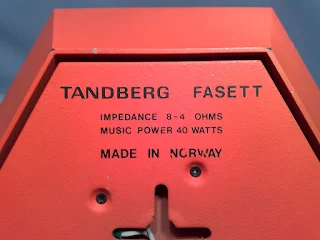 TANDBERG FASETT
IMPEDANCE 8-4 OHMS
MUSIC POWER 40 WATTS
MADE IN NORWAY